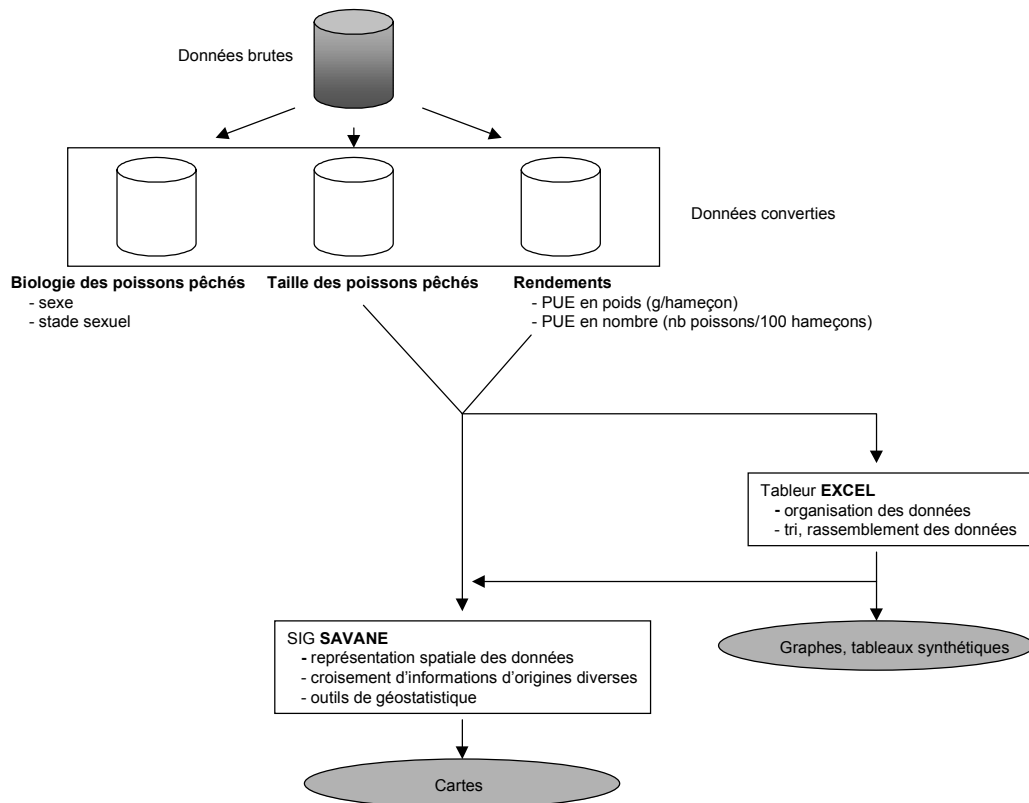 Données brutes
Données converties
Biologie des poissons pêchés
- sexe
- stade sexuel
Taille des poissons pêchés
Rendements
- PUE en poids (g/hameçon)
- PUE en nombre (nb poissons/100 hameçons)
Tableur EXCEL
- organisation des données
- tri, rassemblement des données
SIG SAVANE
- représentation spatiale des données
- croisement d’informations d’origines diverses
- outils de géostatistique
Graphes, tableaux synthétiques
Cartes